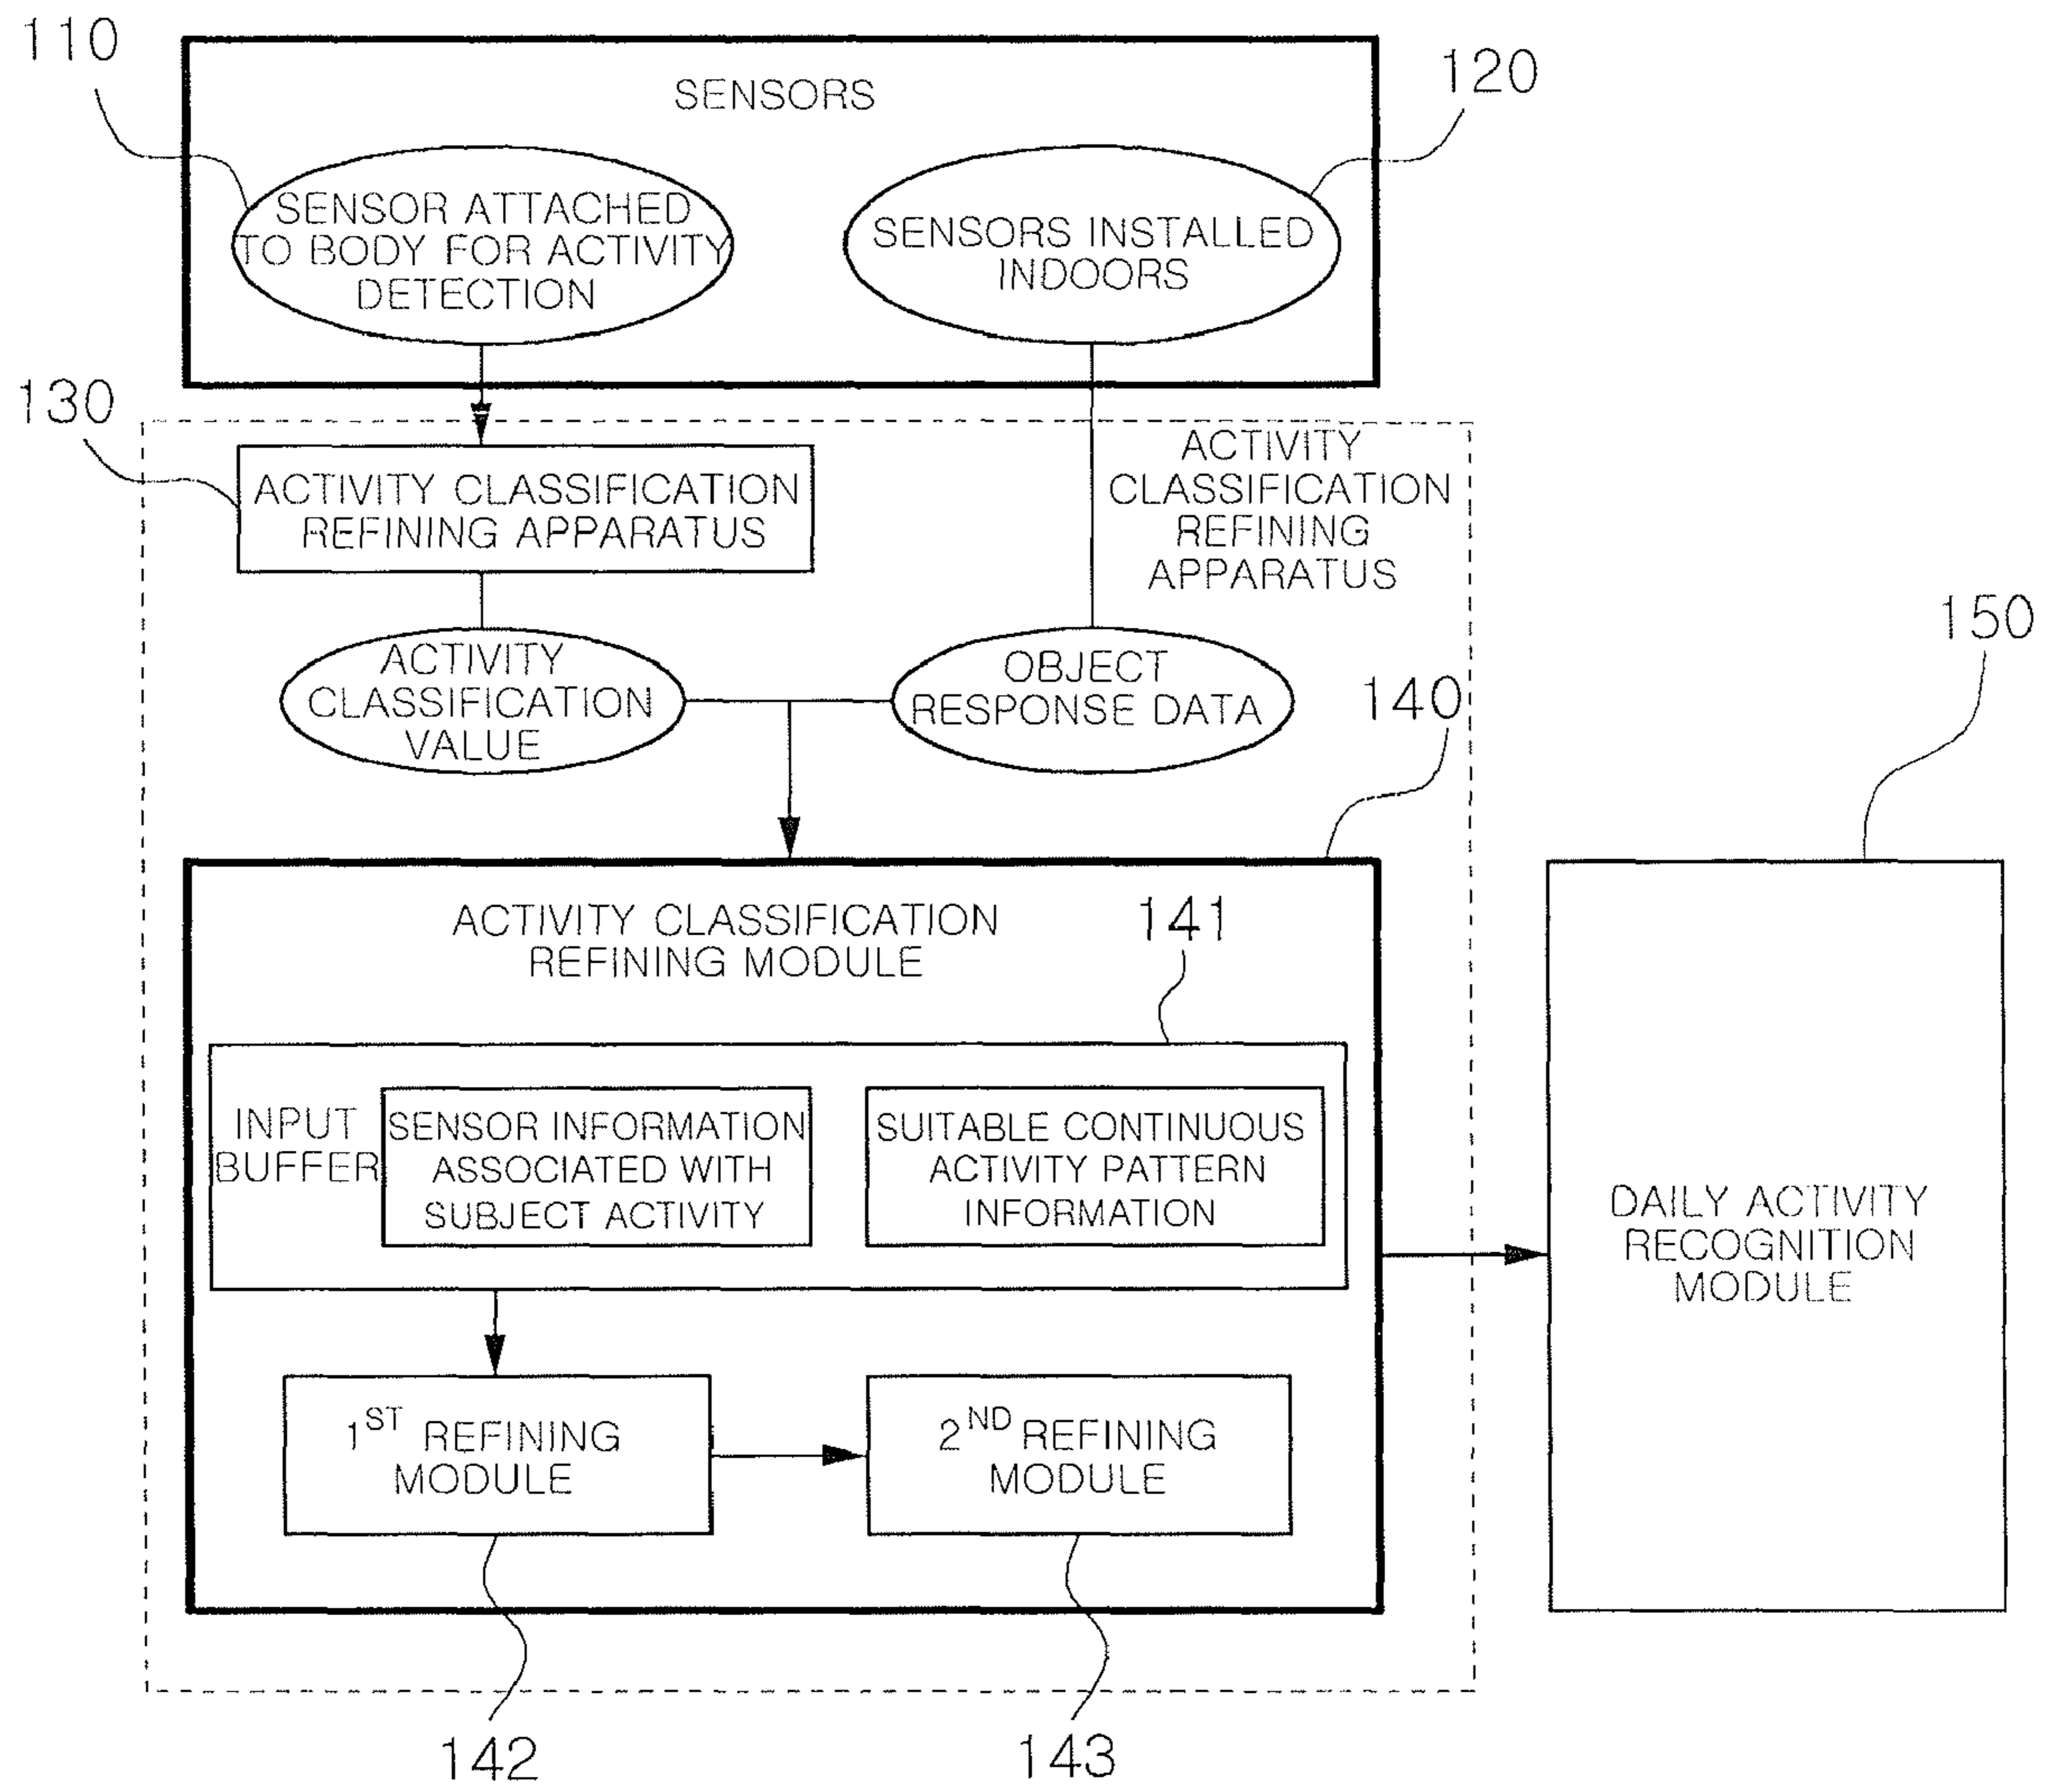 110
SENSORS
120
SENSOR ATTACHED
TO BODY FOR ACTIVITY
DETECTION
SENSORS INSTALLED
INDOORS
130
ACTIVITY CLASSIFICATION
REFINING APPARATUS
ACTIVITY
CLASSIFICATION
REFINING
APPARATUS
150
ACTIVITY
CLASSIFICATION
VALUE
OBJECT
RESPONSE DATA
140
ACTIVITY CLASSIFICATION
REFINING MODULE
141
INPUT
BUFFER
SENSOR INFORMATION
ASSOCIATED WITH
SUBJECT ACTIVITY
SUITABLE CONTINUOUS
ACTIVITY PATTERN
INFORMATION
DAILY ACTIVITY
RECOGNITION
MODULE
1ST REFINING
MODULE
2ND REFINING
MODULE
142
143